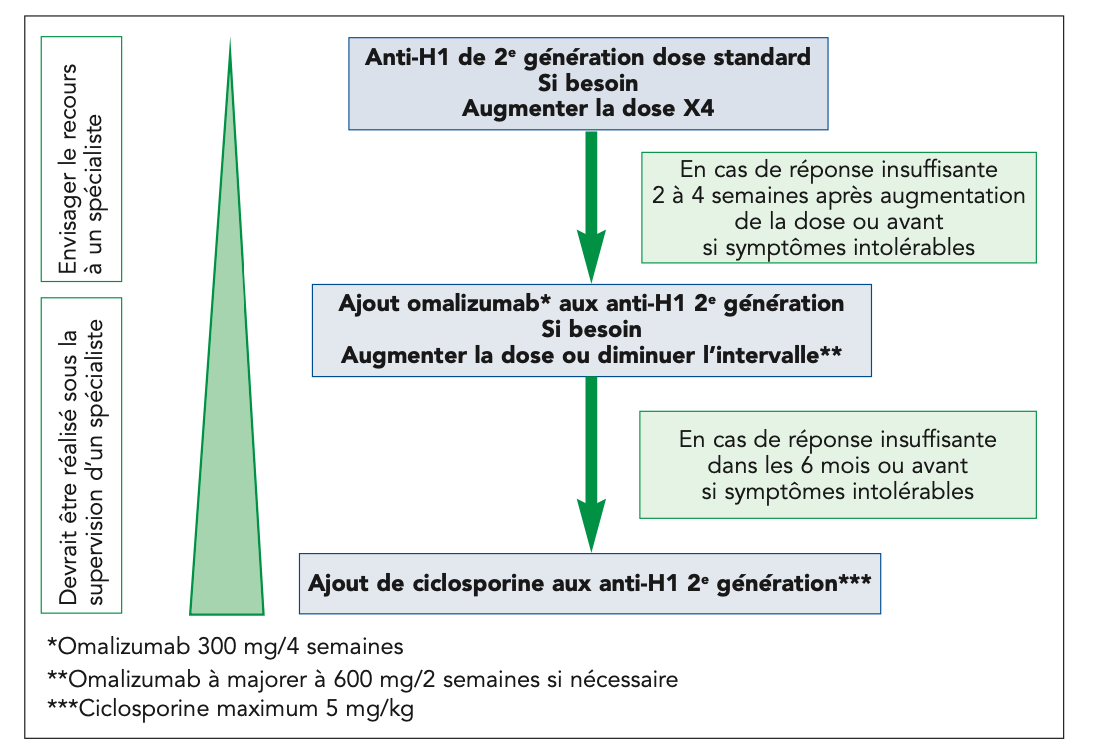 Envisager le recours
à un spécialiste
Anti-H1 de 2e génération dose standard
Si besoin
Augmenter la dose X4
En cas de réponse insuffisante
2 à 4 semaines après augmentation
de la dose ou avant
si symptômes intolérables
Devrait être réalisé sous la
supervision d'un spécialiste
Ajout omalizumab* aux anti-H1 2e génération
Si besoin
Augmenter la dose ou diminuer l'intervalle**
En cas de réponse insuffisante
dans les 6 mois ou avant
si symptômes intolérables
Ajout de ciclosporine aux anti-H1 2e génération***
*Omalizumab 300 mg/4 semaines
**Omalizumab à majorer à 600 mg/2 semaines si nécessaire
***Ciclosporine maximum 5 mg/kg